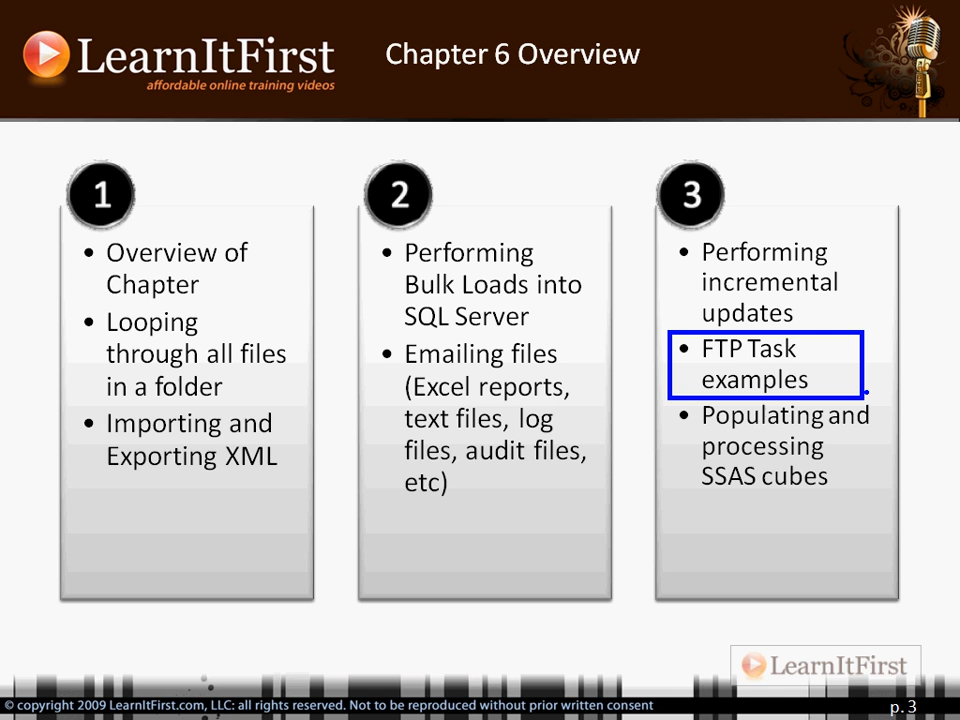 LearnItFirst
affordable online training videos
Chapter 6 Overview
1
• Overview of
Chapter
• Looping
through all files
in a folder
• Importing and
Exporting XML
2
• Performing
Bulk Loads into
SQL Server
• Emailing files
(Excel reports,
text files, log
files, audit files,
etc)
3
• Performing
incremental
updates
• FTP Task
examples
• Populating and
processing
SSAS cubes
LearnItFirst
© copyright 2009 LearnItFirst.com, LLC: all rights reserved. Not to be reproduced without prior written consent
p. 3